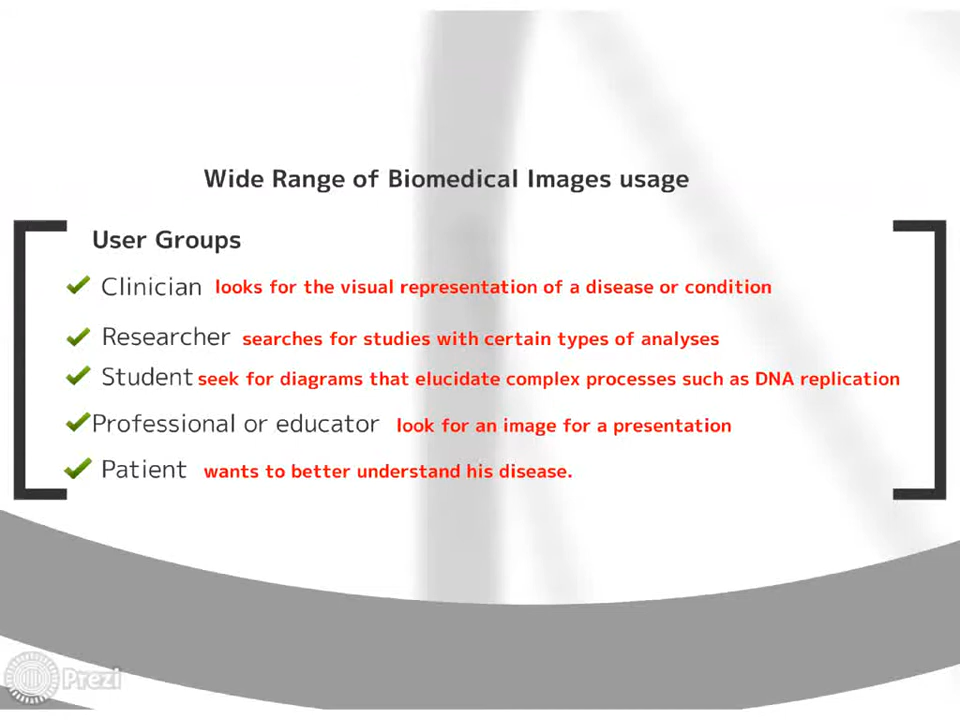 Wide Range of Biomedical Images usage
User Groups
Clinician looks for the visual representation of a disease or condition
Researcher searches for studies with certain types of analyses
Student seek for diagrams that elucidate complex processes such as DNA replication
Professional or educator look for an image for a presentation
Patient wants to better understand his disease.
Prezi